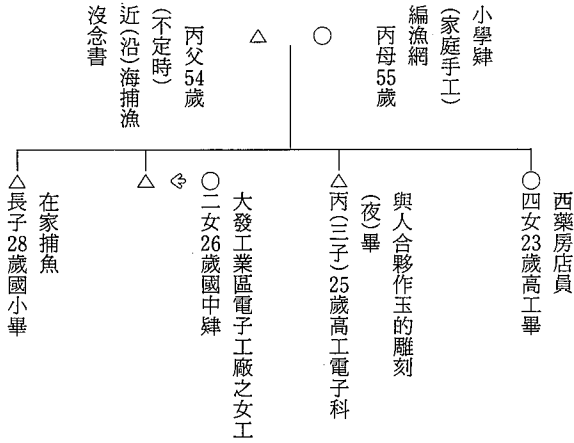 小學肄
(家庭手工)
編漁網
丙母55歲
丙父54歲
(不定時)
近(沿)海捕漁
沒念書
西藥房店員
四女23歲高工畢
與人合夥作玉的雕刻
(夜)畢
丙(三子)25歲高工電子科
大發工業區電子工廠之女工
二女26歲國中肄
在家捕魚
長子28歲國小畢